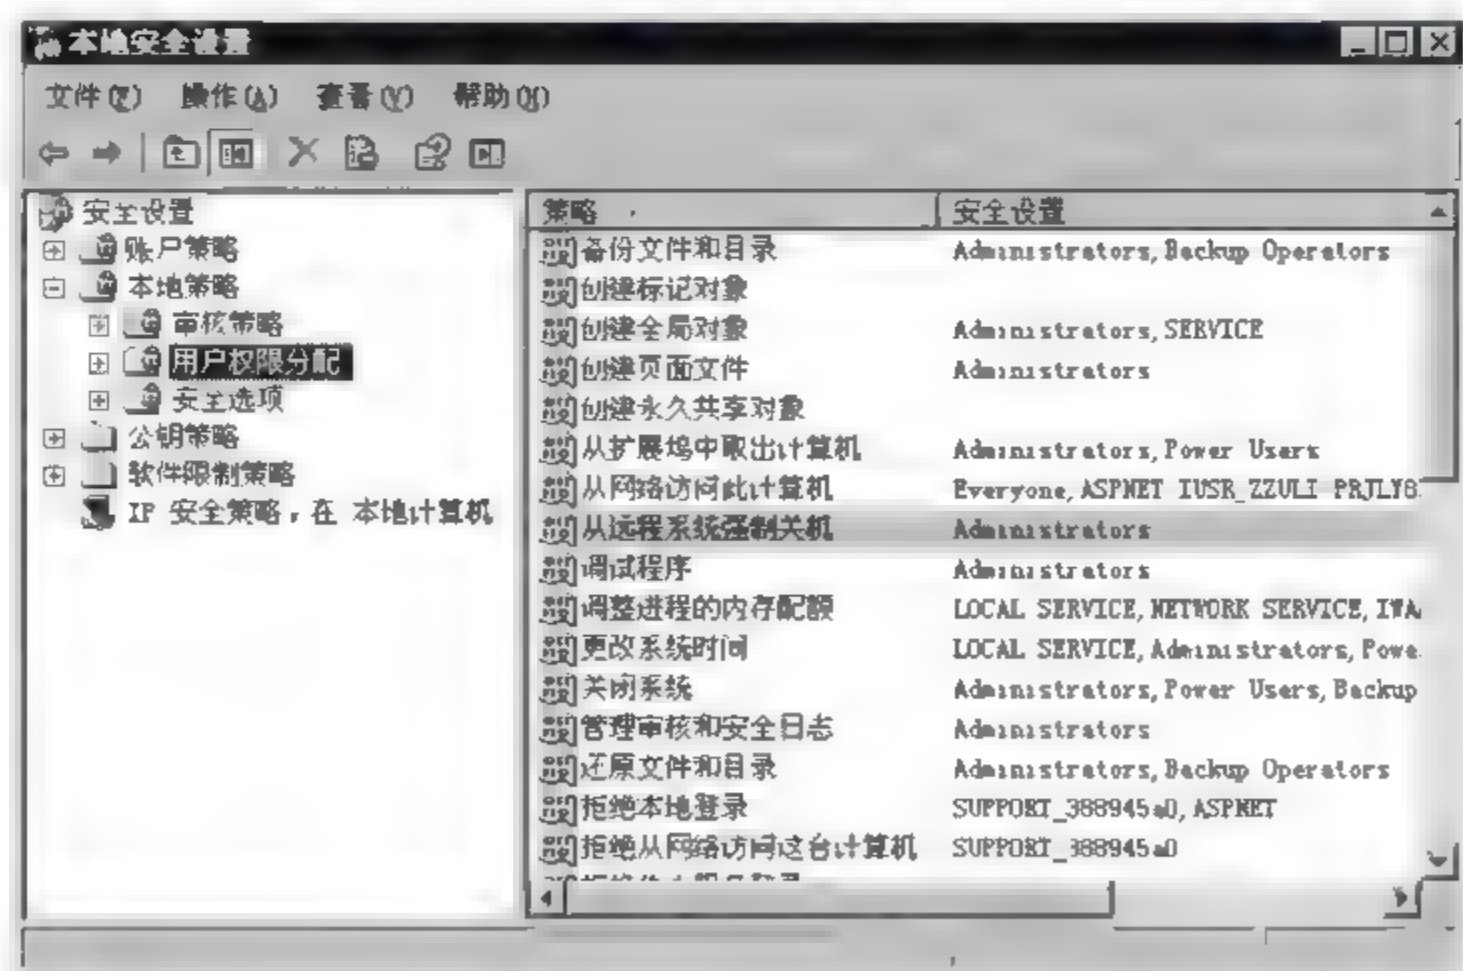 本地安全设置
文件(F) 操作(A) 查看(V) 帮助(H)
安全设置
账户策略
本地策略
审核策略
用户权限分配
安全选项
公钥策略
软件限制策略
IP 安全策略，在 本地计算机
策略 安全设置
备份文件和目录 Administrators, Backup Operators
创建标记对象
创建全局对象 Administrators, SERVICE
创建页面文件 Administrators
创建永久共享对象
从扩展坞中取出计算机 Administrators, Power Users
从网络访问此计算机 Everyone, ASPNET IUSR_ZZULI PRJLY8
从远程系统强制关机 Administrators
调试程序 Administrators
调整进程的内存配额 LOCAL SERVICE, NETWORK SERVICE, IWA
更改系统时间 LOCAL SERVICE, Administrators, Powe
关闭系统 Administrators, Power Users, Backup
管理审核和安全日志 Administrators
还原文件和目录 Administrators, Backup Operators
拒绝本地登录 SUPPORT_388945a0, ASPNET
拒绝从网络访问这台计算机 SUPPORT_388945a0